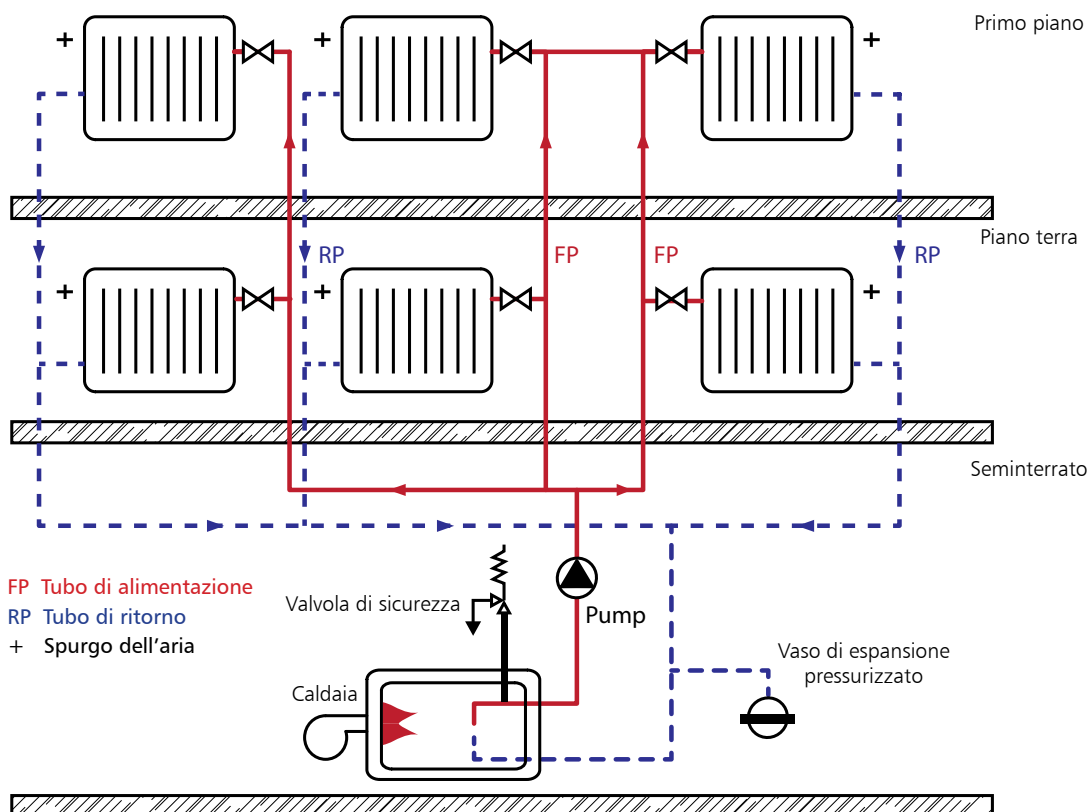 + + + Primo piano
Piano terra
RP FP FP RP
+ + +
Seminterrato
FP Tubo di alimentazione
RP Tubo di ritorno
+ Spurgo dell'aria
Valvola di sicurezza
Pump
Caldaia
Vaso di espansione
pressurizzato